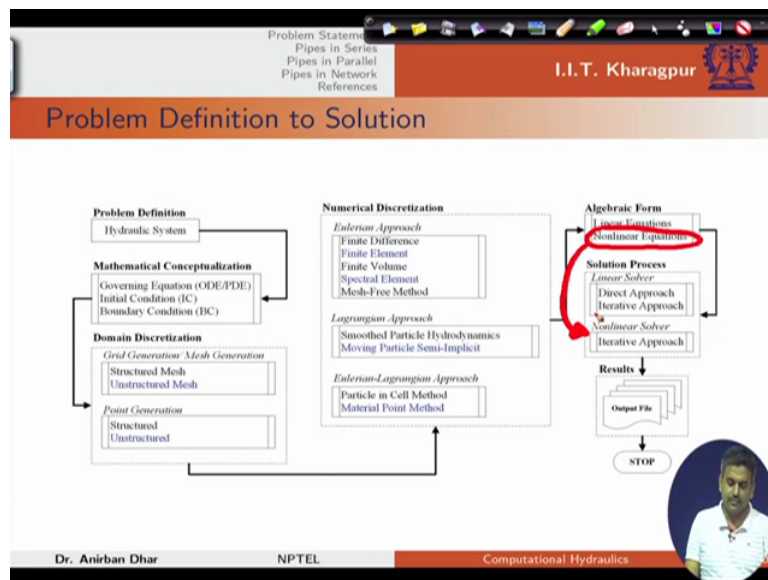 Problem Stateme
Pipes in Series
Pipes in Parallel
Pipes in Network
References
I.I.T. Kharagpur
Problem Definition to Solution
Problem Definition
Hydraulic System
Mathematical Conceptualization
Governing Equation (ODE/PDE)
Initial Condition (IC)
Boundary Condition (BC)
Domain Discretization
Grid Generation/Mesh Generation
Structured Mesh
Unstructured Mesh
Point Generation
Structured
Unstructured
Numerical Discretization
Eulerian Approach
Finite Difference
Finite Element
Finite Volume
Spectral Element
Mesh-Free Method
Lagrangian Approach
Smoothed Particle Hydrodynamics
Moving Particle Semi-Implicit
Eulerian-Lagrangian Approach
Particle in Cell Method
Material Point Method
Algebraic Form
Linear Equations
Nonlinear Equations
Solution Process
Linear Solver
Direct Approach
Iterative Approach
Nonlinear Solver
Iterative Approach
Results
Output File
STOP
Dr. Anirban Dhar
NPTEL
Computational Hydraulics